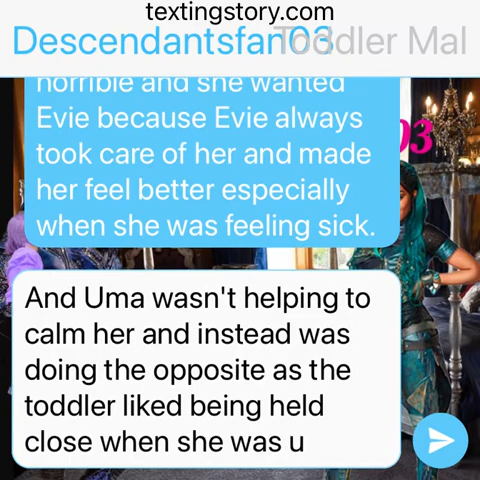 textingstory.com
Descendantsfan03 Toddler Mal
horrible and she wanted
Evie because Evie always
took care of her and made
her feel better especially
when she was feeling sick.
03
And Uma wasn't helping to
calm her and instead was
doing the opposite as the
toddler liked being held
close when she was u